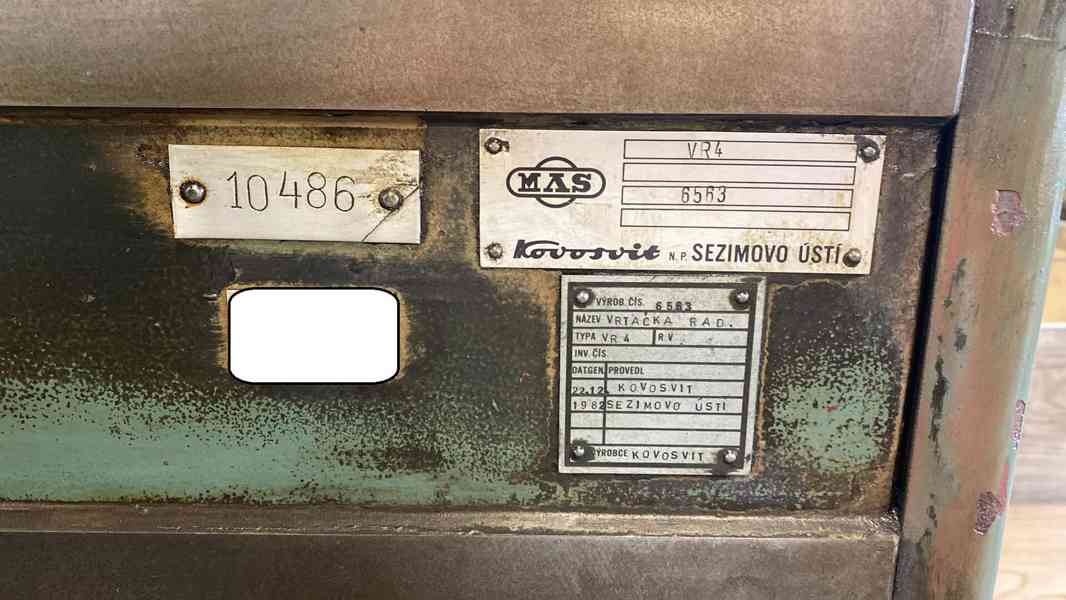 10486
VR4
MAS
6563
Kovosvit N.P. SEZIMOVO ÚSTÍ
VÝROB. ČÍS. 6563
NÁZEV VRTAČKA RAD.
TYPA VR 4 R.V.
INV. ČÍS.
DATGEN. PROVEDL
22.12. KOVOSVIT
1982 SEZIMOVO ÚSTÍ
VÝROBCE KOVOSVIT